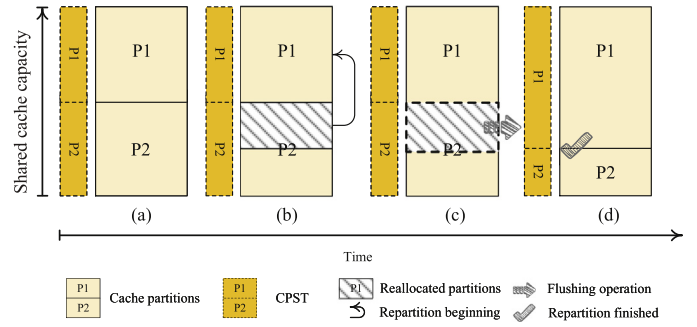 Shared cache capacity
P1
P2
P1
P2
P1
P2
P1
P2
P1
P2
P1
P2
P1
P2
P1
P2
(a)
(b)
(c)
(d)
Time
P1
P2
Cache partitions
P1
P2
CPST
P1
Reallocated partitions
Flushing operation
Repartition beginning
Repartition finished